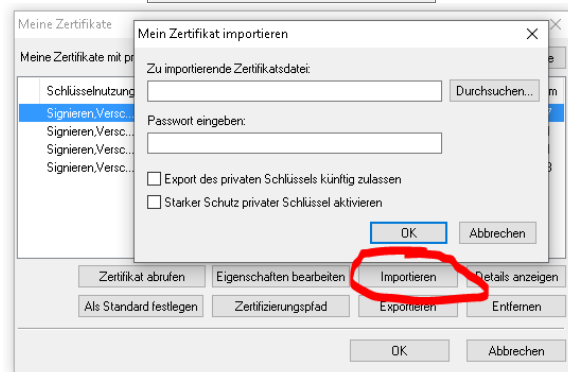 Meine Zertifikate
Mein Zertifikat importieren
Meine Zertifikate mit pr
Zu importierende Zertifikatsdatei:
Durchsuchen...
Schlüsselnutzung
Signieren,Versc...
Signieren,Versc...
Signieren,Versc...
Signieren,Versc...
Passwort eingeben:
Export des privaten Schlüssels künftig zulassen
Starker Schutz privater Schlüssel aktivieren
OK Abbrechen
Zertifikat abrufen Eigenschaften bearbeiten Importieren Details anzeigen
Als Standard festlegen Zertifizierungspfad Exportieren Entfernen
OK Abbrechen